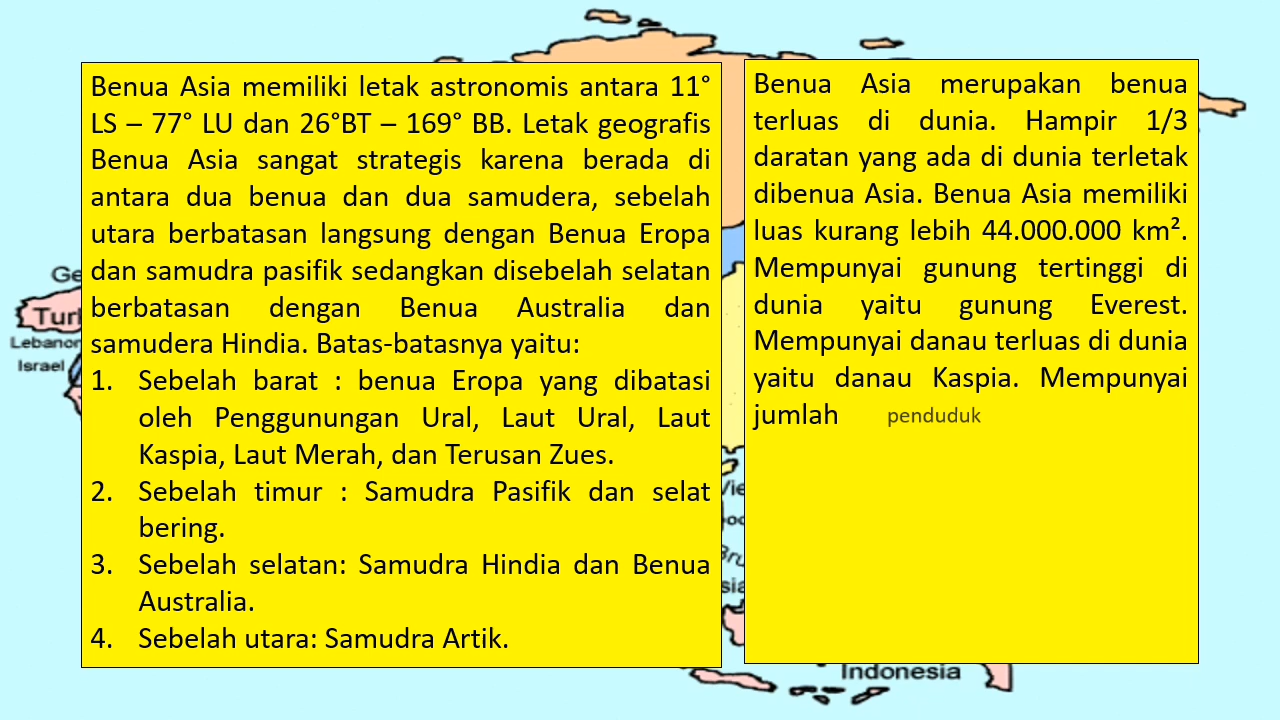 Benua Asia memiliki letak astronomis antara 11°
LS – 77° LU dan 26°BT – 169° BB. Letak geografis
Benua Asia sangat strategis karena berada di
antara dua benua dan dua samudera, sebelah
utara berbatasan langsung dengan Benua Eropa
dan samudra pasifik sedangkan disebelah selatan
berbatasan dengan Benua Australia dan
samudera Hindia. Batas-batasnya yaitu:
1. Sebelah barat : benua Eropa yang dibatasi
oleh Penggunungan Ural, Laut Ural, Laut
Kaspia, Laut Merah, dan Terusan Zues.
2. Sebelah timur : Samudra Pasifik dan selat
bering.
3. Sebelah selatan: Samudra Hindia dan Benua
Australia.
4. Sebelah utara: Samudra Artik.
Benua Asia merupakan benua
terluas di dunia. Hampir 1/3
daratan yang ada di dunia terletak
dibenua Asia. Benua Asia memiliki
luas kurang lebih 44.000.000 km².
Mempunyai gunung tertinggi di
dunia yaitu gunung Everest.
Mempunyai danau terluas di dunia
yaitu danau Kaspia. Mempunyai
jumlah penduduk
Lebanon
Israel
Indonesia